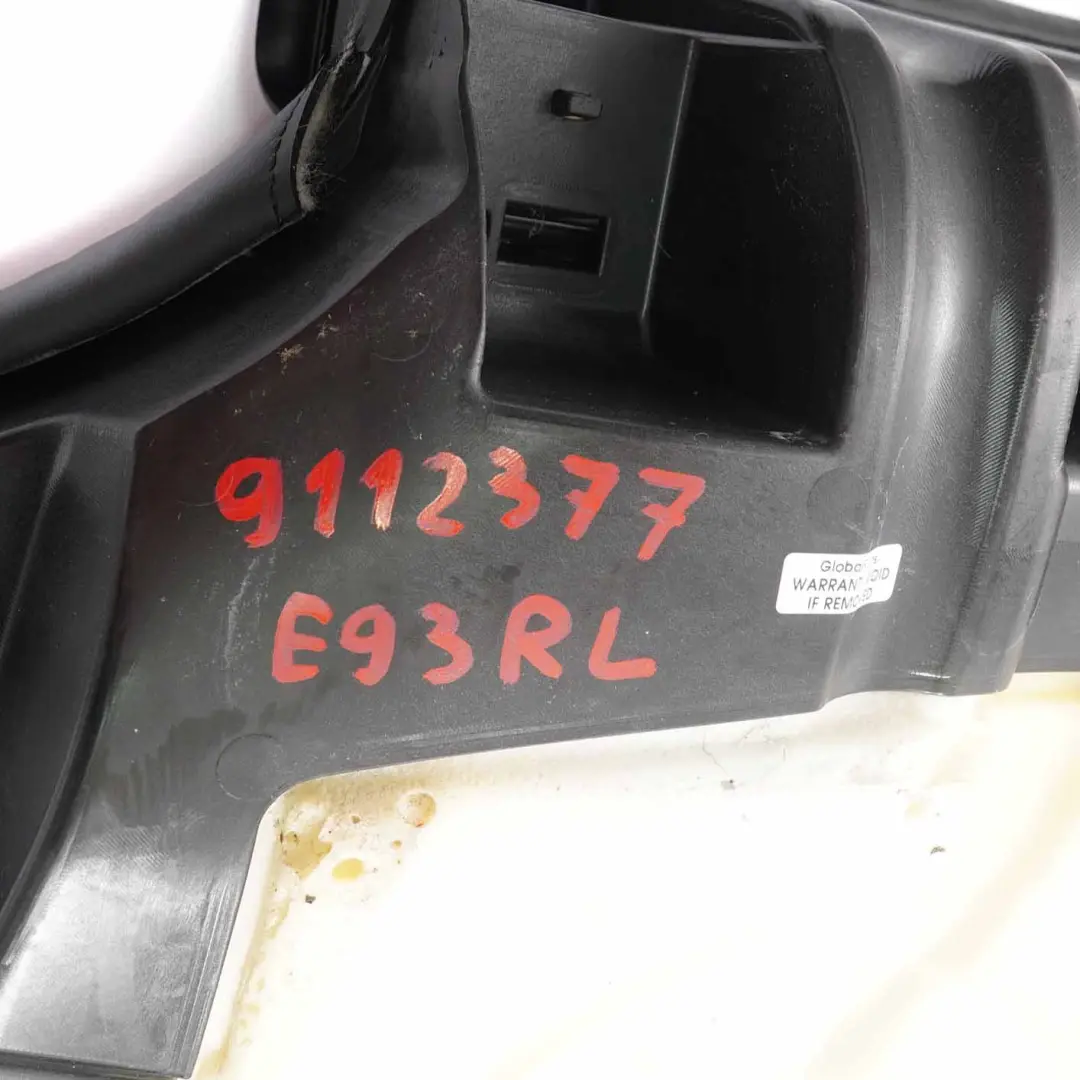 9112377
E93RL
WARRANTY VOID
IF REMOVED